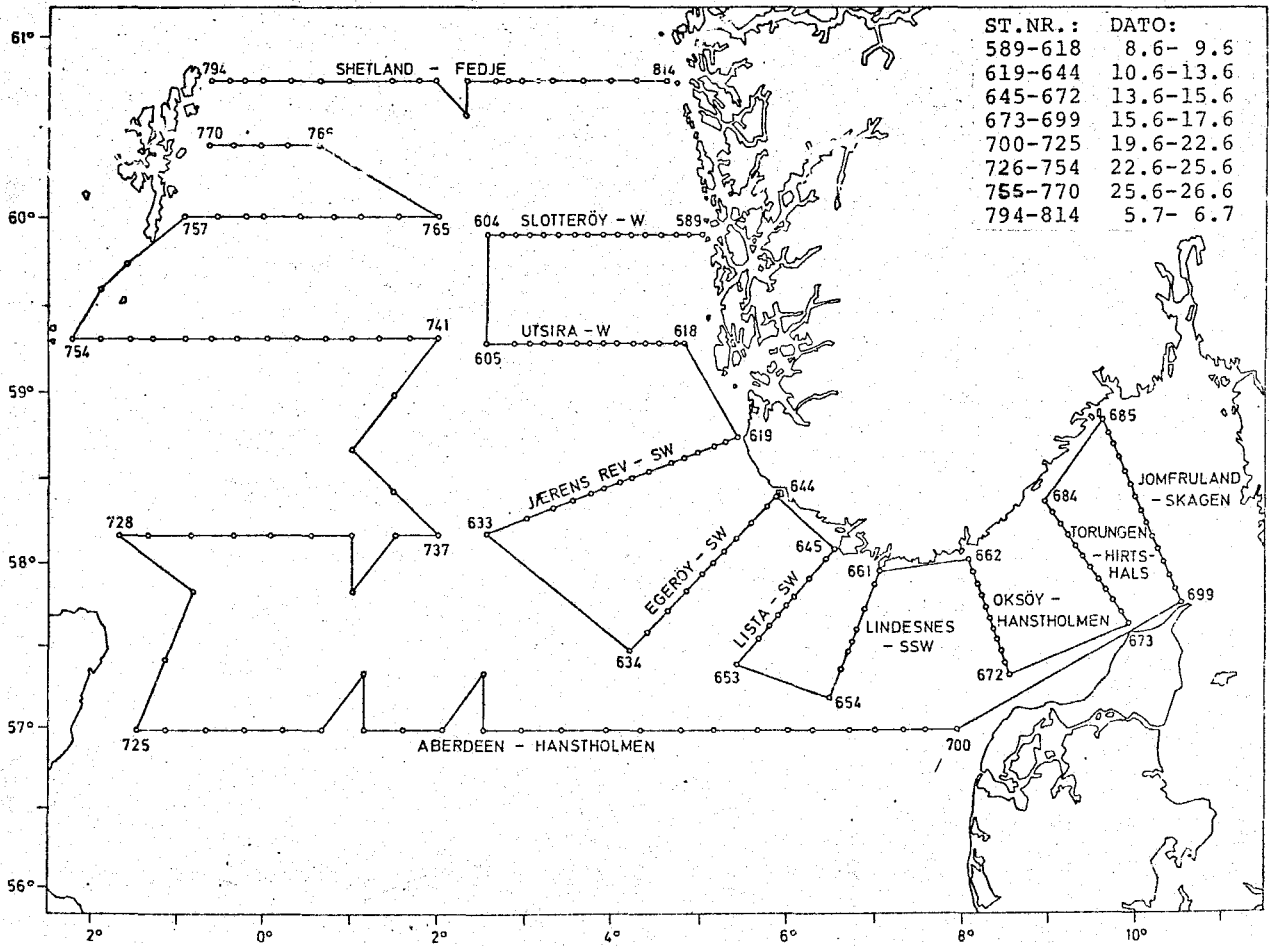 ST.NR.: DATO:
589-618 8.6- 9.6
619-644 10.6-13.6
645-672 13.6-15.6
673-699 15.6-17.6
700-725 19.6-22.6
726-754 22.6-25.6
755-770 25.6-26.6
794-814 5.7- 6.7
61°
794
SHETLAND - FEDJE
814
770
766
60°
757
765
604
SLOTTERÖY - W
589
754
741
605
UTSIRA - W
618
59°
619
685
JÆRENS REV - SW
JOMFRULAND
- SKAGEN
644
684
728
737
633
TORUNGEN
- HIRTS-
HALS
58°
645
661
662
EGERÖY - SW
LISTA - SW
LINDESNES
- SSW
OKSÖY -
HANSTHOLMEN
699
673
634
653
654
672
57°
725
ABERDEEN - HANSTHOLMEN
700
56°
2° 0° 2° 4° 6° 8° 10°